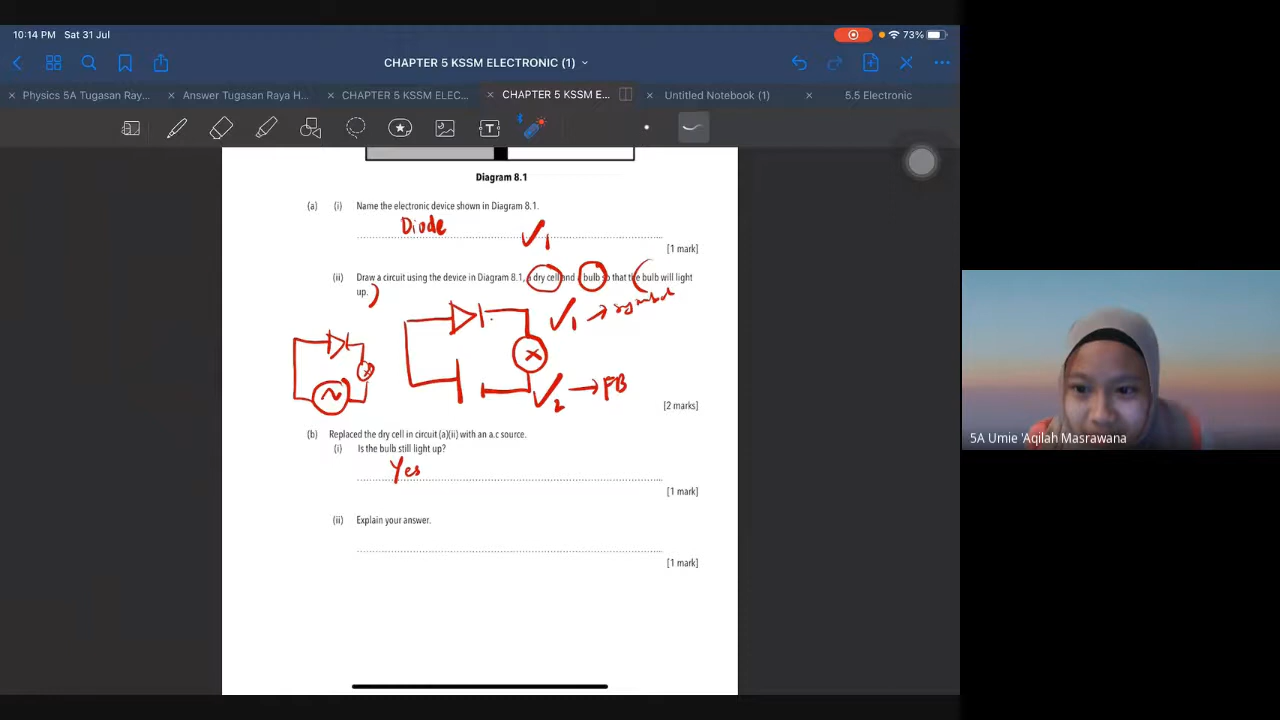 10:14 PM Sat 31 Jul
73%
CHAPTER 5 KSSM ELECTRONIC (1)
Physics 5A Tugasan Ray...
Answer Tugasan Raya H...
CHAPTER 5 KSSM ELEC...
CHAPTER 5 KSSM E...
Untitled Notebook (1)
5.5 Electronic
Diagram 8.1
(a) (i) Name the electronic device shown in Diagram 8.1.
Diode
1
[1 mark]
(ii) Draw a circuit using the device in Diagram 8.1, a dry cell and a bulb so that the bulb will light
up.
1 → symbol
2 → FB
[2 marks]
(b) Replaced the dry cell in circuit (a)(ii) with an a.c source.
(i) Is the bulb still light up?
Yes
[1 mark]
(ii) Explain your answer.
[1 mark]
5A Umie 'Aqilah Masrawana